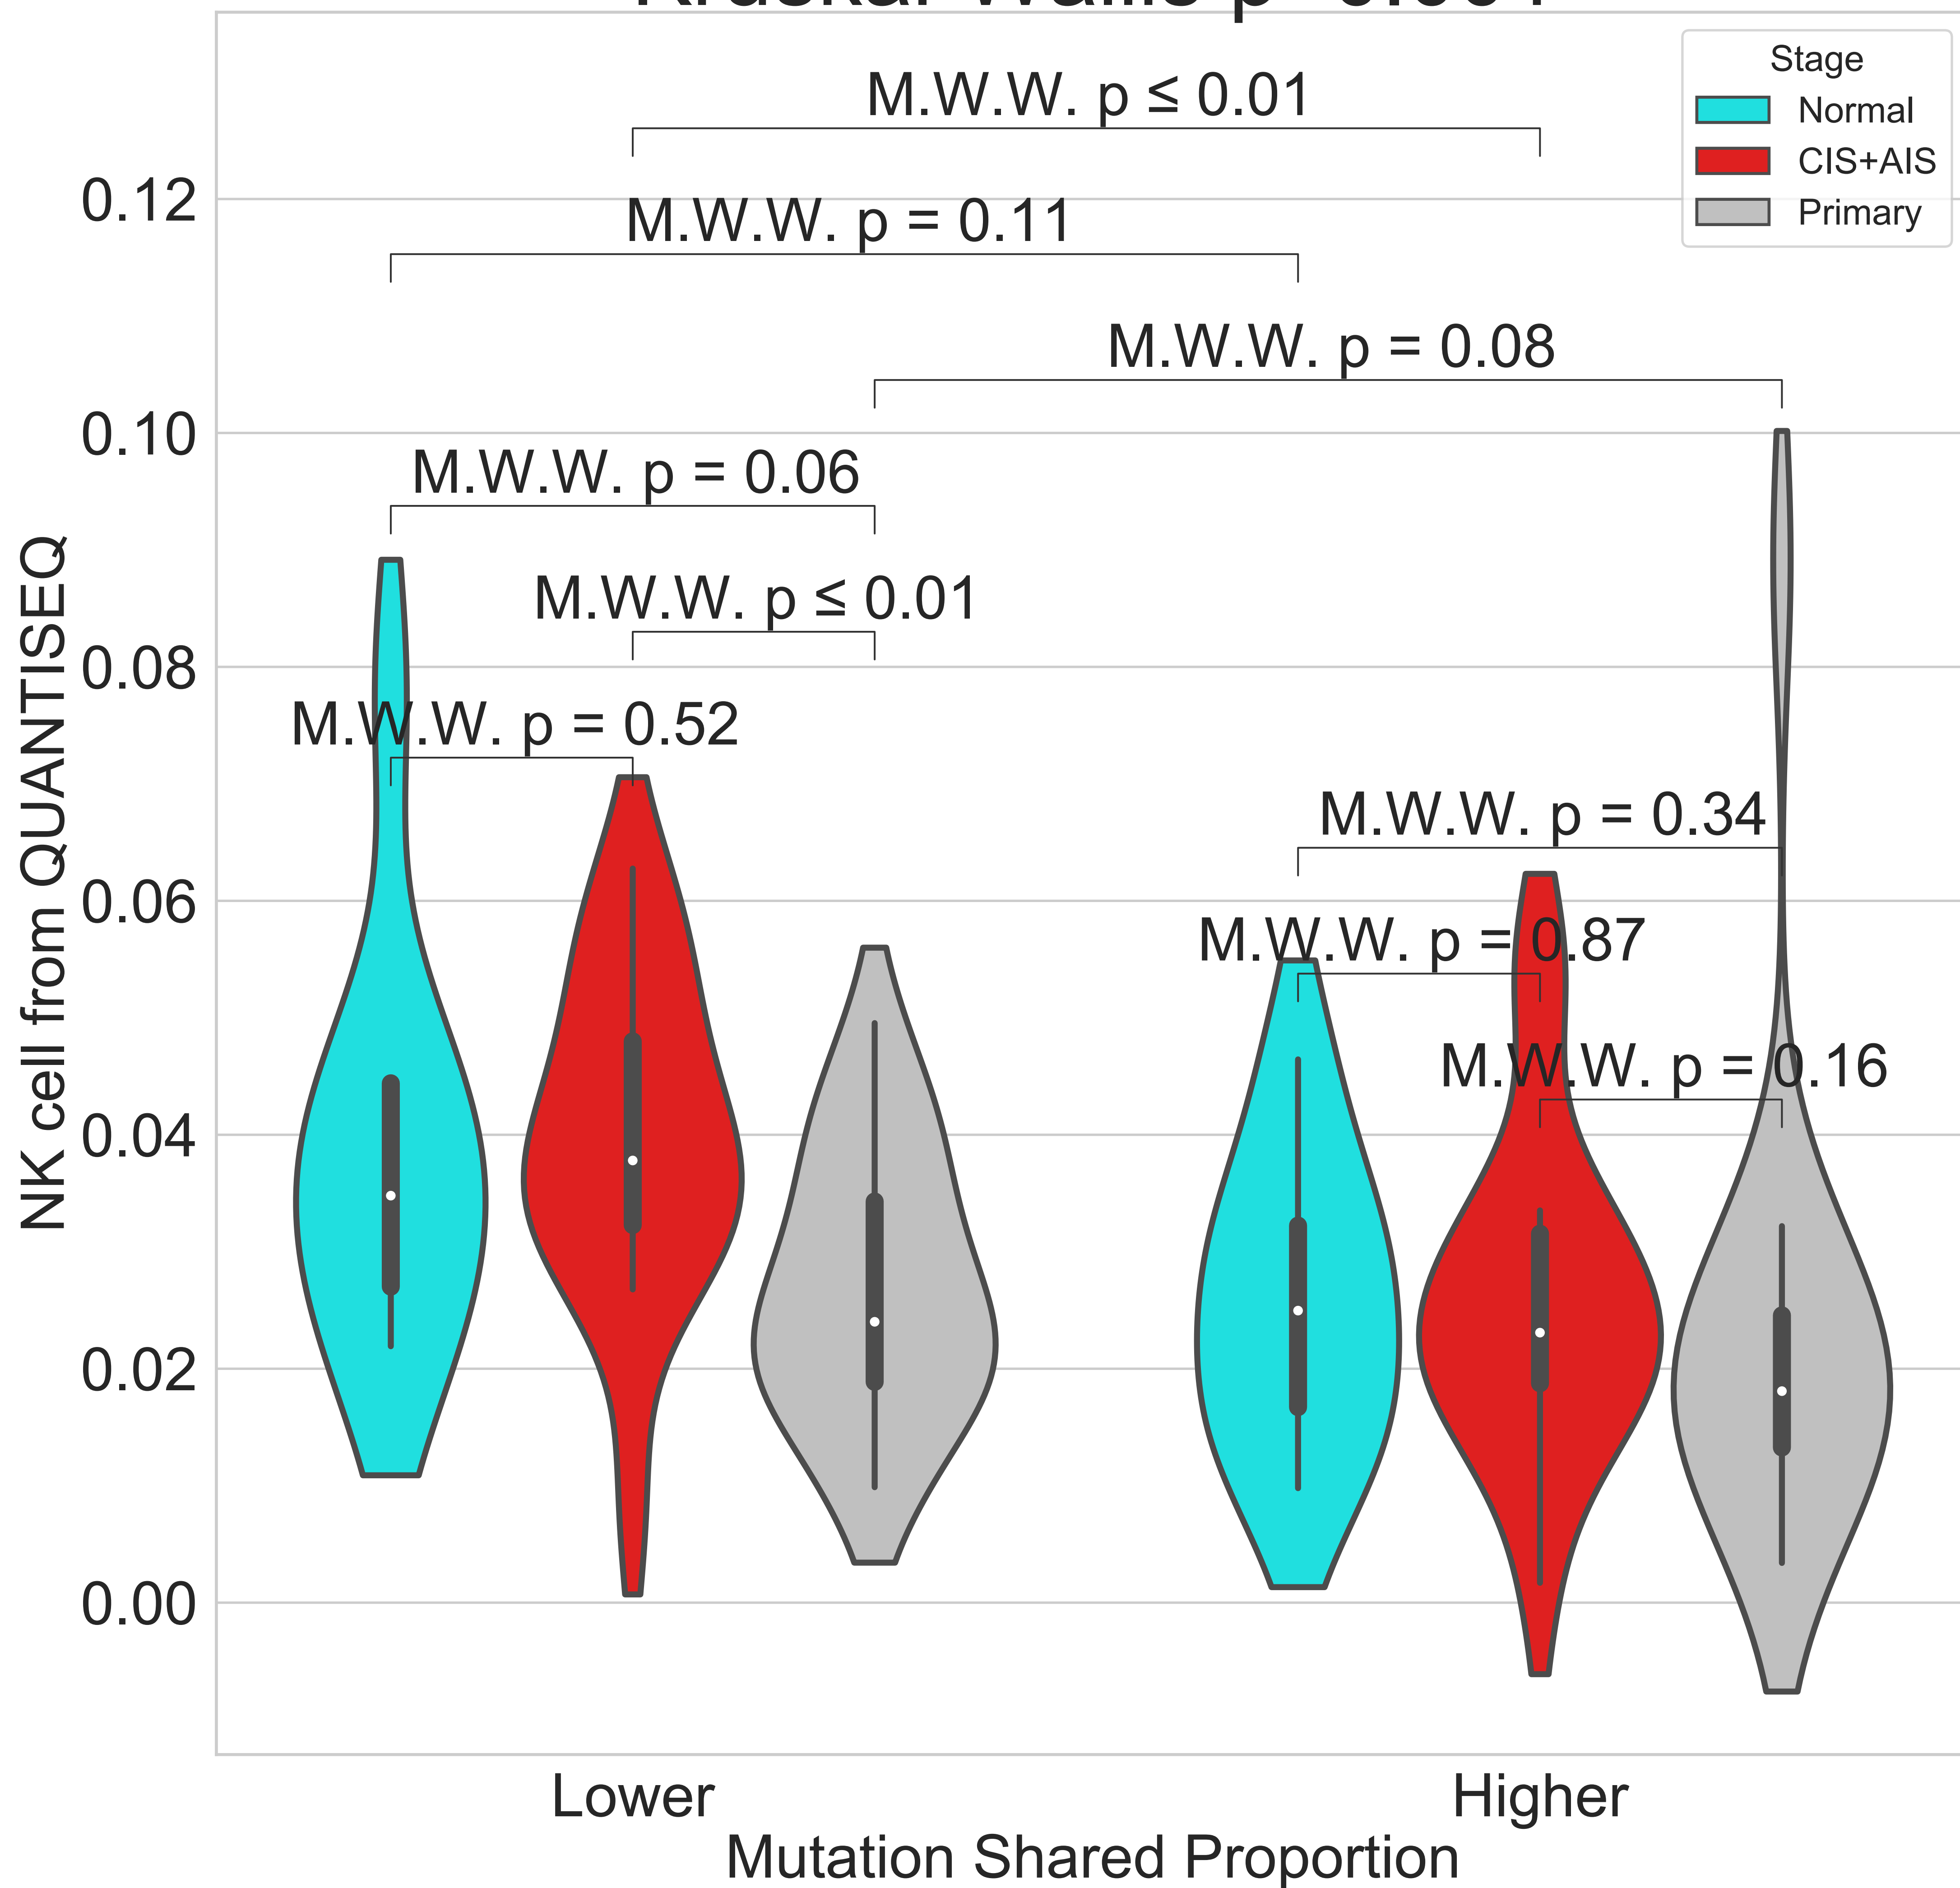 Stage
Normal
CIS+AIS
Primary
M.W.W. p ≤ 0.01
M.W.W. p = 0.11
M.W.W. p = 0.08
M.W.W. p = 0.06
M.W.W. p ≤ 0.01
M.W.W. p = 0.52
M.W.W. p = 0.34
M.W.W. p = 0.87
M.W.W. p = 0.16
0.12
0.10
0.08
0.06
0.04
0.02
0.00
NK cell from QUANTISEQ
Lower
Higher
Mutation Shared Proportion